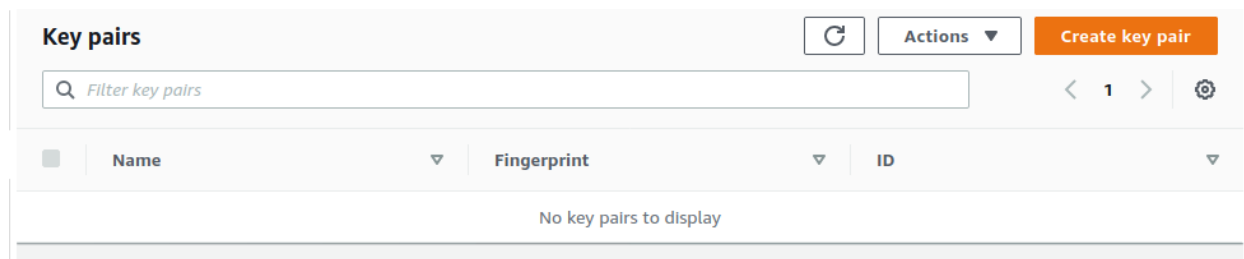 Key pairs Actions Create key pair
Filter key pairs 1
Name Fingerprint ID
No key pairs to display